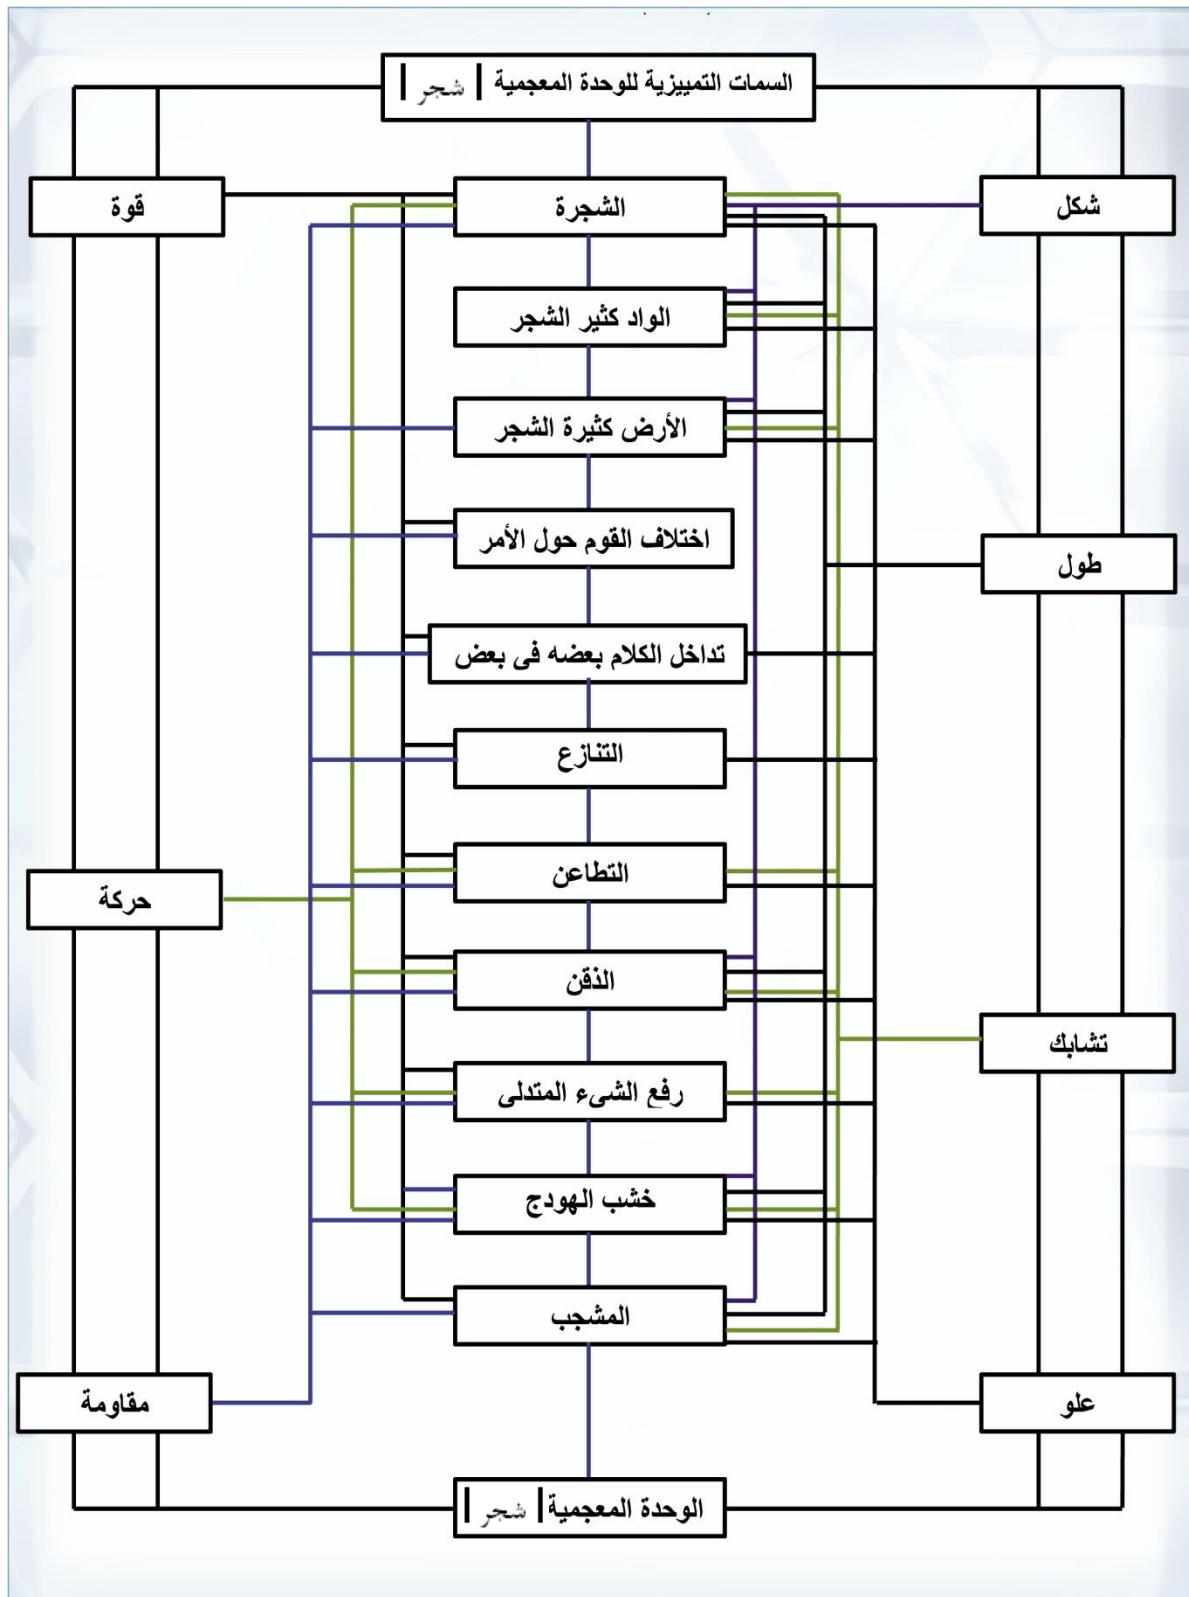 السمات التمييزية للوحدة المعجمية | شجر |
شكل
الشجرة
قوة
الواد كثير الشجر
الأرض كثيرة الشجر
اختلاف القوم حول الأمر
طول
تداخل الكلام بعضه فى بعض
التنازع
التطاعن
حركة
الذقن
تشابك
رفع الشىء المتدلى
خشب الهودج
المشجب
علو
مقاومة
الوحدة المعجمية | شجر |